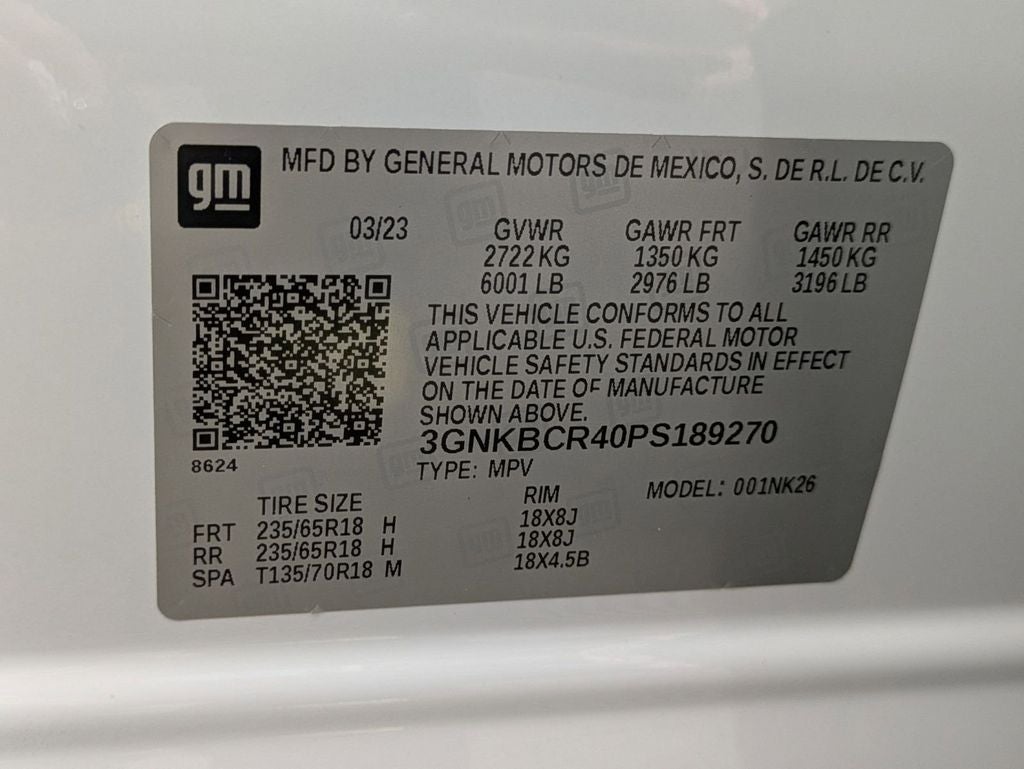 gm MFD BY GENERAL MOTORS DE MEXICO, S. DE R.L. DE C.V.
03/23 GVWR GAWR FRT GAWR RR
2722 KG 1350 KG 1450 KG
6001 LB 2976 LB 3196 LB
THIS VEHICLE CONFORMS TO ALL
APPLICABLE U.S. FEDERAL MOTOR
VEHICLE SAFETY STANDARDS IN EFFECT
ON THE DATE OF MANUFACTURE
SHOWN ABOVE.
3GNKBCR40PS189270
8624
TYPE: MPV MODEL: 001NK26
TIRE SIZE RIM
FRT 235/65R18 H 18X8J
RR 235/65R18 H 18X8J
SPA T135/70R18 M 18X4.5B